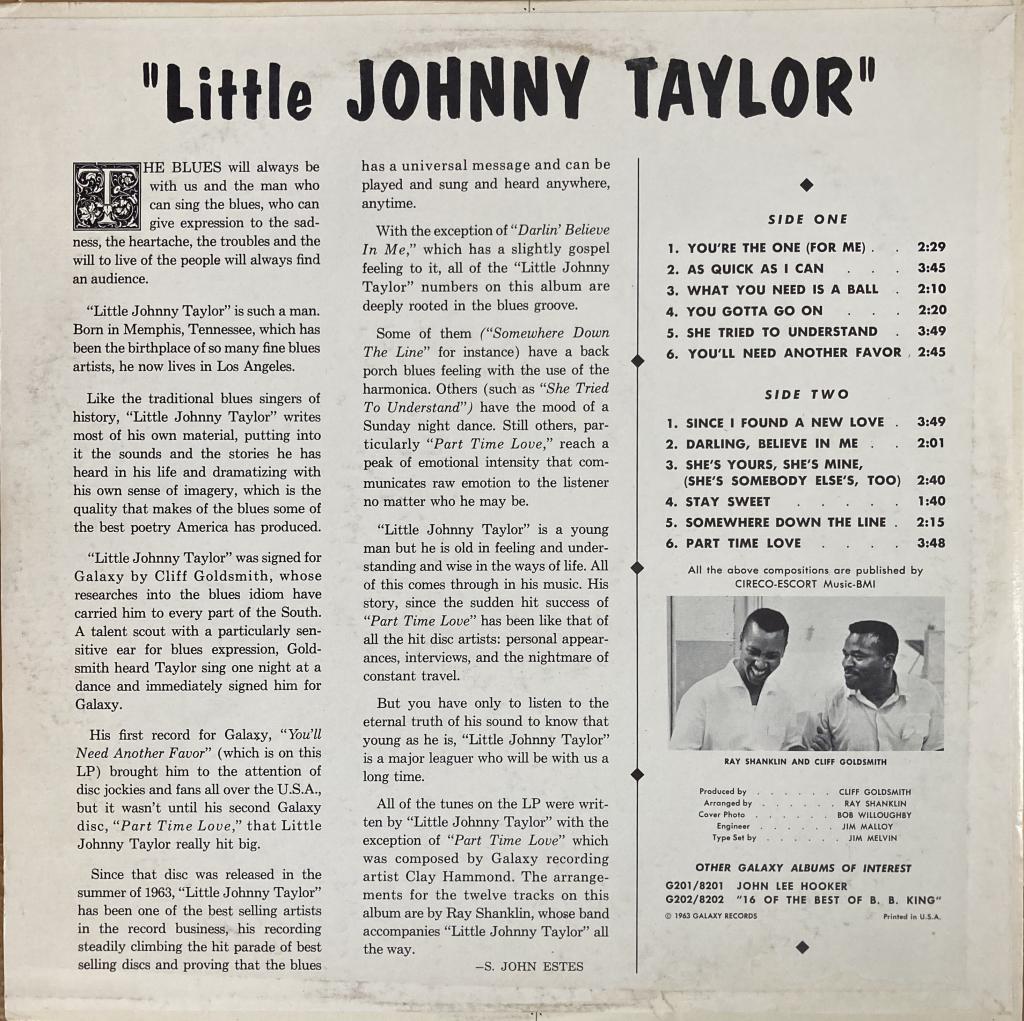 "Little JOHNNY TAYLOR"
THE BLUES will always be
with us and the man who
can sing the blues, who can
give expression to the sad-
ness, the heartache, the troubles and the
will to live of the people will always find
an audience.
“Little Johnny Taylor” is such a man.
Born in Memphis, Tennessee, which has
been the birthplace of so many fine blues
artists, he now lives in Los Angeles.
Like the traditional blues singers of
history, “Little Johnny Taylor” writes
most of his own material, putting into
it the sounds and the stories he has
heard in his life and dramatizing with
his own sense of imagery, which is the
quality that makes of the blues some of
the best poetry America has produced.
“Little Johnny Taylor” was signed for
Galaxy by Cliff Goldsmith, whose
researches into the blues idiom have
carried him to every part of the South.
A talent scout with a particularly sen-
sitive ear for blues expression, Gold-
smith heard Taylor sing one night at a
dance and immediately signed him for
Galaxy.
His first record for Galaxy, “You’ll
Need Another Favor” (which is on this
LP) brought him to the attention of
disc jockies and fans all over the U.S.A.,
but it wasn’t until his second Galaxy
disc, “Part Time Love,” that Little
Johnny Taylor really hit big.
Since that disc was released in the
summer of 1963, “Little Johnny Taylor”
has been one of the best selling artists
in the record business, his recording
steadily climbing the hit parade of best
selling discs and proving that the blues
has a universal message and can be
played and sung and heard anywhere,
anytime.
With the exception of “Darlin’ Believe
In Me,” which has a slightly gospel
feeling to it, all of the “Little Johnny
Taylor” numbers on this album are
deeply rooted in the blues groove.
Some of them (“Somewhere Down
The Line” for instance) have a back
porch blues feeling with the use of the
harmonica. Others (such as “She Tried
To Understand”) have the mood of a
Sunday night dance. Still others, par-
ticularly “Part Time Love,” reach a
peak of emotional intensity that com-
municates raw emotion to the listener
no matter who he may be.
“Little Johnny Taylor” is a young
man but he is old in feeling and under-
standing and wise in the ways of life. All
of this comes through in his music. His
story, since the sudden hit success of
“Part Time Love” has been like that of
all the hit disc artists: personal appear-
ances, interviews, and the nightmare of
constant travel.
But you have only to listen to the
eternal truth of his sound to know that
young as he is, “Little Johnny Taylor”
is a major leaguer who will be with us a
long time.
All of the tunes on the LP were writ-
ten by “Little Johnny Taylor” with the
exception of “Part Time Love” which
was composed by Galaxy recording
artist Clay Hammond. The arrange-
ments for the twelve tracks on this
album are by Ray Shanklin, whose band
accompanies “Little Johnny Taylor” all
the way.
—S. JOHN ESTES
SIDE ONE
1. YOU'RE THE ONE (FOR ME) . . 2:29
2. AS QUICK AS I CAN . . . 3:45
3. WHAT YOU NEED IS A BALL . 2:10
4. YOU GOTTA GO ON . . . 2:20
5. SHE TRIED TO UNDERSTAND . 3:49
6. YOU'LL NEED ANOTHER FAVOR . 2:45
SIDE TWO
1. SINCE I FOUND A NEW LOVE . 3:49
2. DARLING, BELIEVE IN ME . . 2:01
3. SHE'S YOURS, SHE'S MINE,
(SHE'S SOMEBODY ELSE'S, TOO) 2:40
4. STAY SWEET . . . . . 1:40
5. SOMEWHERE DOWN THE LINE . 2:15
6. PART TIME LOVE . . . . 3:48
All the above compositions are published by
CIRECO-ESCORT Music-BMI
RAY SHANKLIN AND CLIFF GOLDSMITH
Produced by . . . . . . CLIFF GOLDSMITH
Arranged by . . . . . . RAY SHANKLIN
Cover Photo . . . . . . BOB WILLOUGHBY
Engineer . . . . . . JIM MALLOY
Type Set by . . . . . . JIM MELVIN
OTHER GALAXY ALBUMS OF INTEREST
G201/8201 JOHN LEE HOOKER
G202/8202 "16 OF THE BEST OF B. B. KING"
© 1963 GALAXY RECORDS Printed in U.S.A.